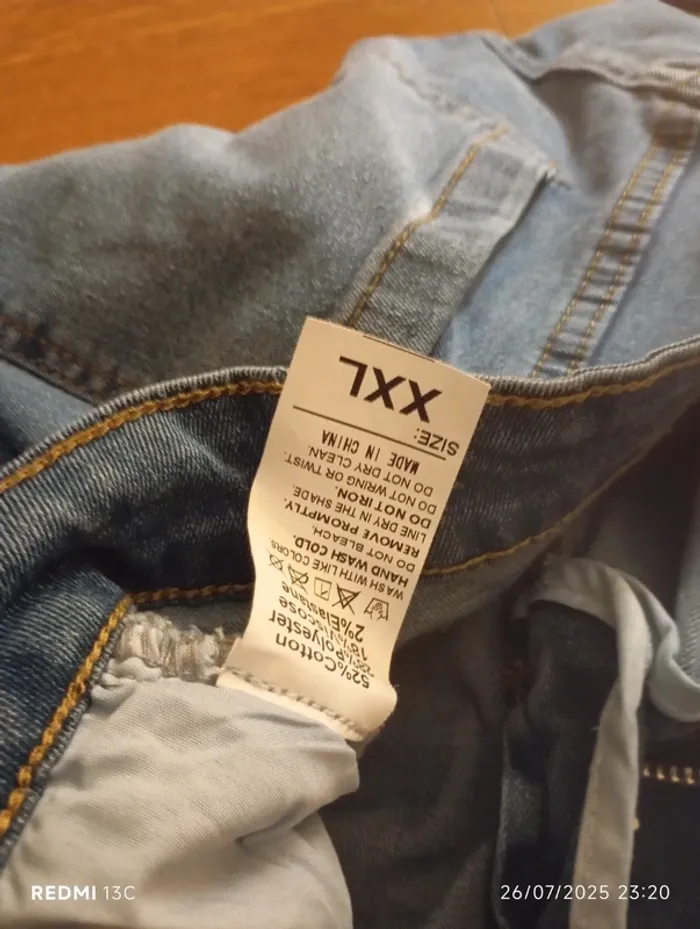 52%Cotton
28%Polyester
18%Viscose
2%Elastane
WASH WITH LIKE COLORS.
HAND WASH COLD.
DO NOT BLEACH.
REMOVE PROMPTLY.
LINE DRY IN THE SHADE.
DO NOT IRON.
DO NOT WRING OR TWIST.
DO NOT DRY CLEAN.
MADE IN CHINA
SIZE:
XXL
REDMI 13C
26/07/2025 23:20